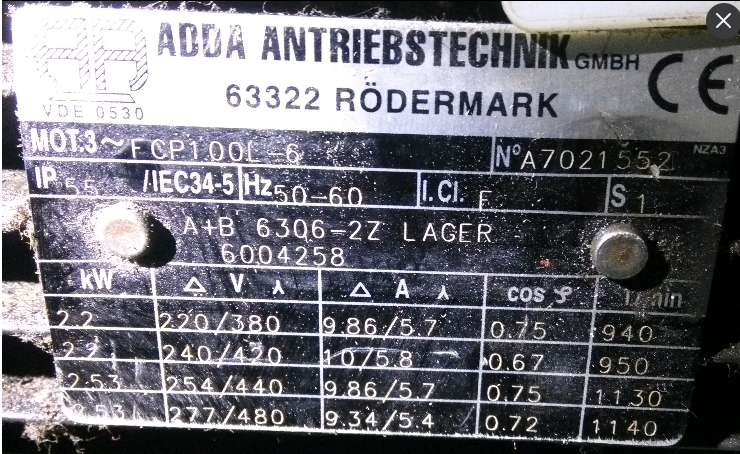 ADDA ANTRIEBSTECHNIK GMBH
63322 RÖDERMARK
CE
VDE 0530
MOT.3~ FCP100L-6 N° A7021552 NZA3
IP 55 /IEC34-5 Hz 50-60 I.Cl. F S 1
A+B 6306-2Z LAGER
6004258
kW Δ V ⅄ Δ A ⅄ cos φ 1/min
2.2 220/380 9.86/5.7 0.75 940
2.2 240/420 10/5.8 0.67 950
2.53 254/440 9.86/5.7 0.75 1130
2.53 277/480 9.34/5.4 0.72 1140